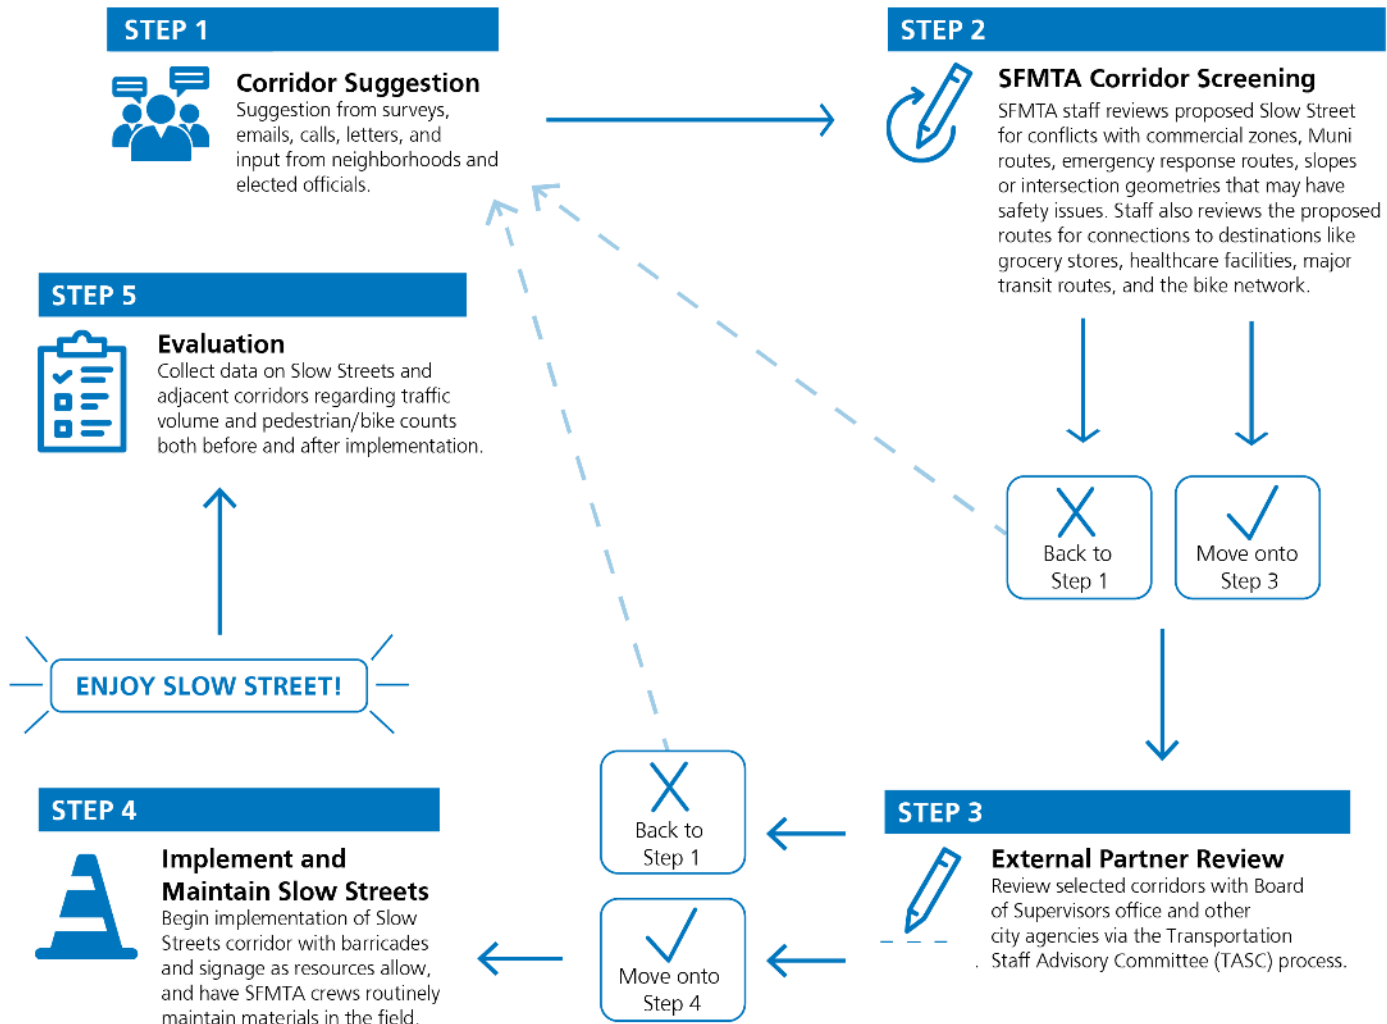 STEP 1
Corridor Suggestion
Suggestion from surveys,
emails, calls, letters, and
input from neighborhoods and
elected officials.
STEP 2
SFMTA Corridor Screening
SFMTA staff reviews proposed Slow Street
for conflicts with commercial zones, Muni
routes, emergency response routes, slopes
or intersection geometries that may have
safety issues. Staff also reviews the proposed
routes for connections to destinations like
grocery stores, healthcare facilities, major
transit routes, and the bike network.
Back to
Step 1
Move onto
Step 3
STEP 3
External Partner Review
Review selected corridors with Board
of Supervisors office and other
city agencies via the Transportation
. Staff Advisory Committee (TASC) process.
Back to
Step 1
Move onto
Step 4
STEP 4
Implement and
Maintain Slow Streets
Begin implementation of Slow
Streets corridor with barricades
and signage as resources allow,
and have SFMTA crews routinely
maintain materials in the field.
ENJOY SLOW STREET!
STEP 5
Evaluation
Collect data on Slow Streets and
adjacent corridors regarding traffic
volume and pedestrian/bike counts
both before and after implementation.